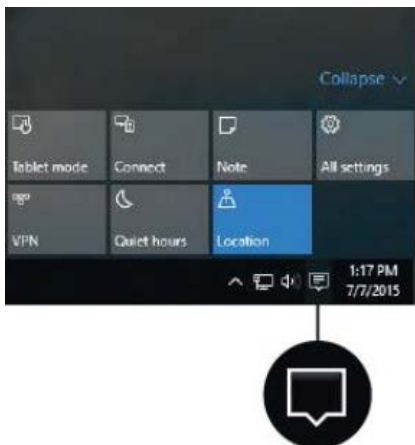 Collapse
Tablet mode Connect Note All settings
VPN Quiet hours Location
1:17 PM
7/7/2015